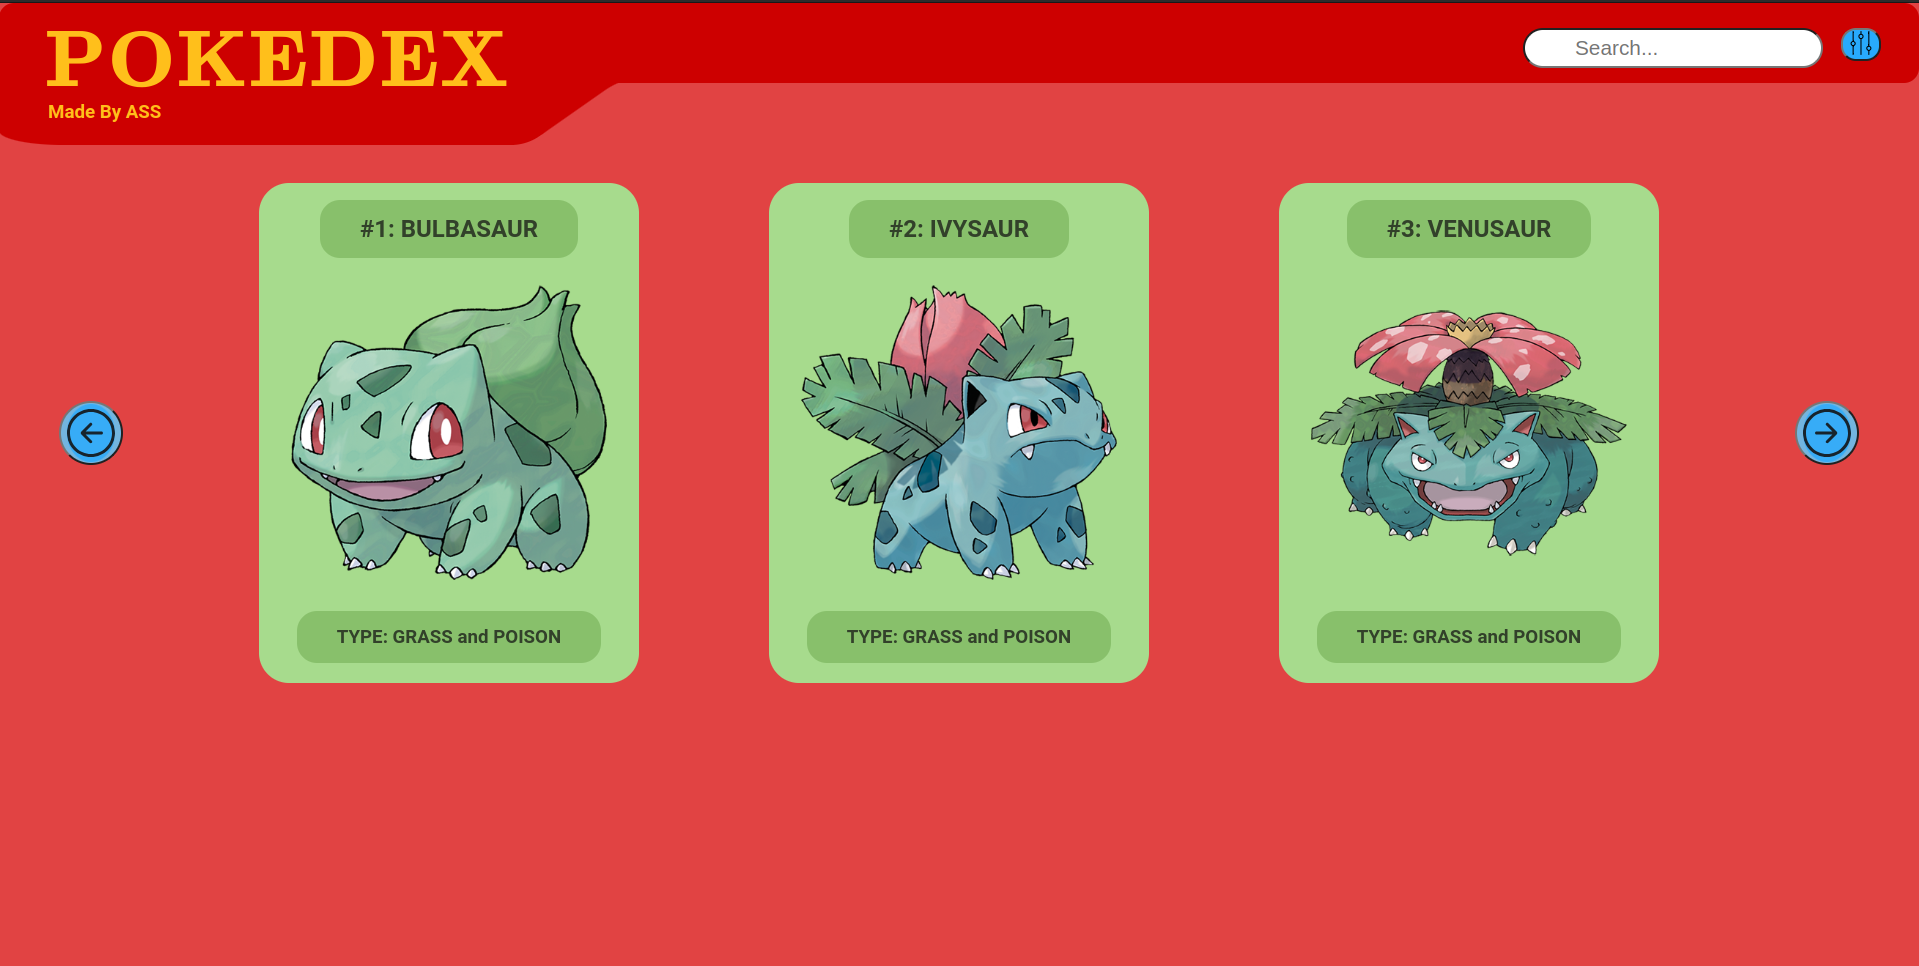 POKEDEX
Made By ASS
Search...
#1: BULBASAUR
#2: IVYSAUR
#3: VENUSAUR
TYPE: GRASS and POISON
TYPE: GRASS and POISON
TYPE: GRASS and POISON